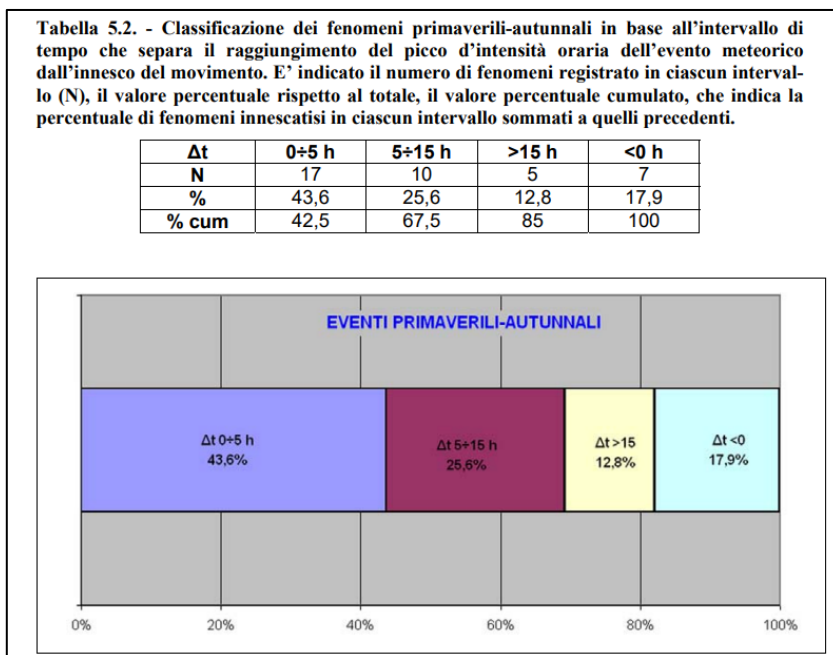 Tabella 5.2. - Classificazione dei fenomeni primaverili-autunnali in base all'intervallo di
tempo che separa il raggiungimento del picco d'intensità oraria dell'evento meteorico
dall'innesco del movimento. E' indicato il numero di fenomeni registrato in ciascun interval-
lo (N), il valore percentuale rispetto al totale, il valore percentuale cumulato, che indica la
percentuale di fenomeni innescatisi in ciascun intervallo sommati a quelli precedenti.
Δt 0÷5 h 5÷15 h >15 h <0 h
N 17 10 5 7
% 43,6 25,6 12,8 17,9
% cum 42,5 67,5 85 100
EVENTI PRIMAVERILI-AUTUNNALI
Δt 0÷5 h Δt 5÷15 h Δt >15 Δt <0
43,6% 25,6% 12,8% 17,9%
0% 20% 40% 60% 80% 100%